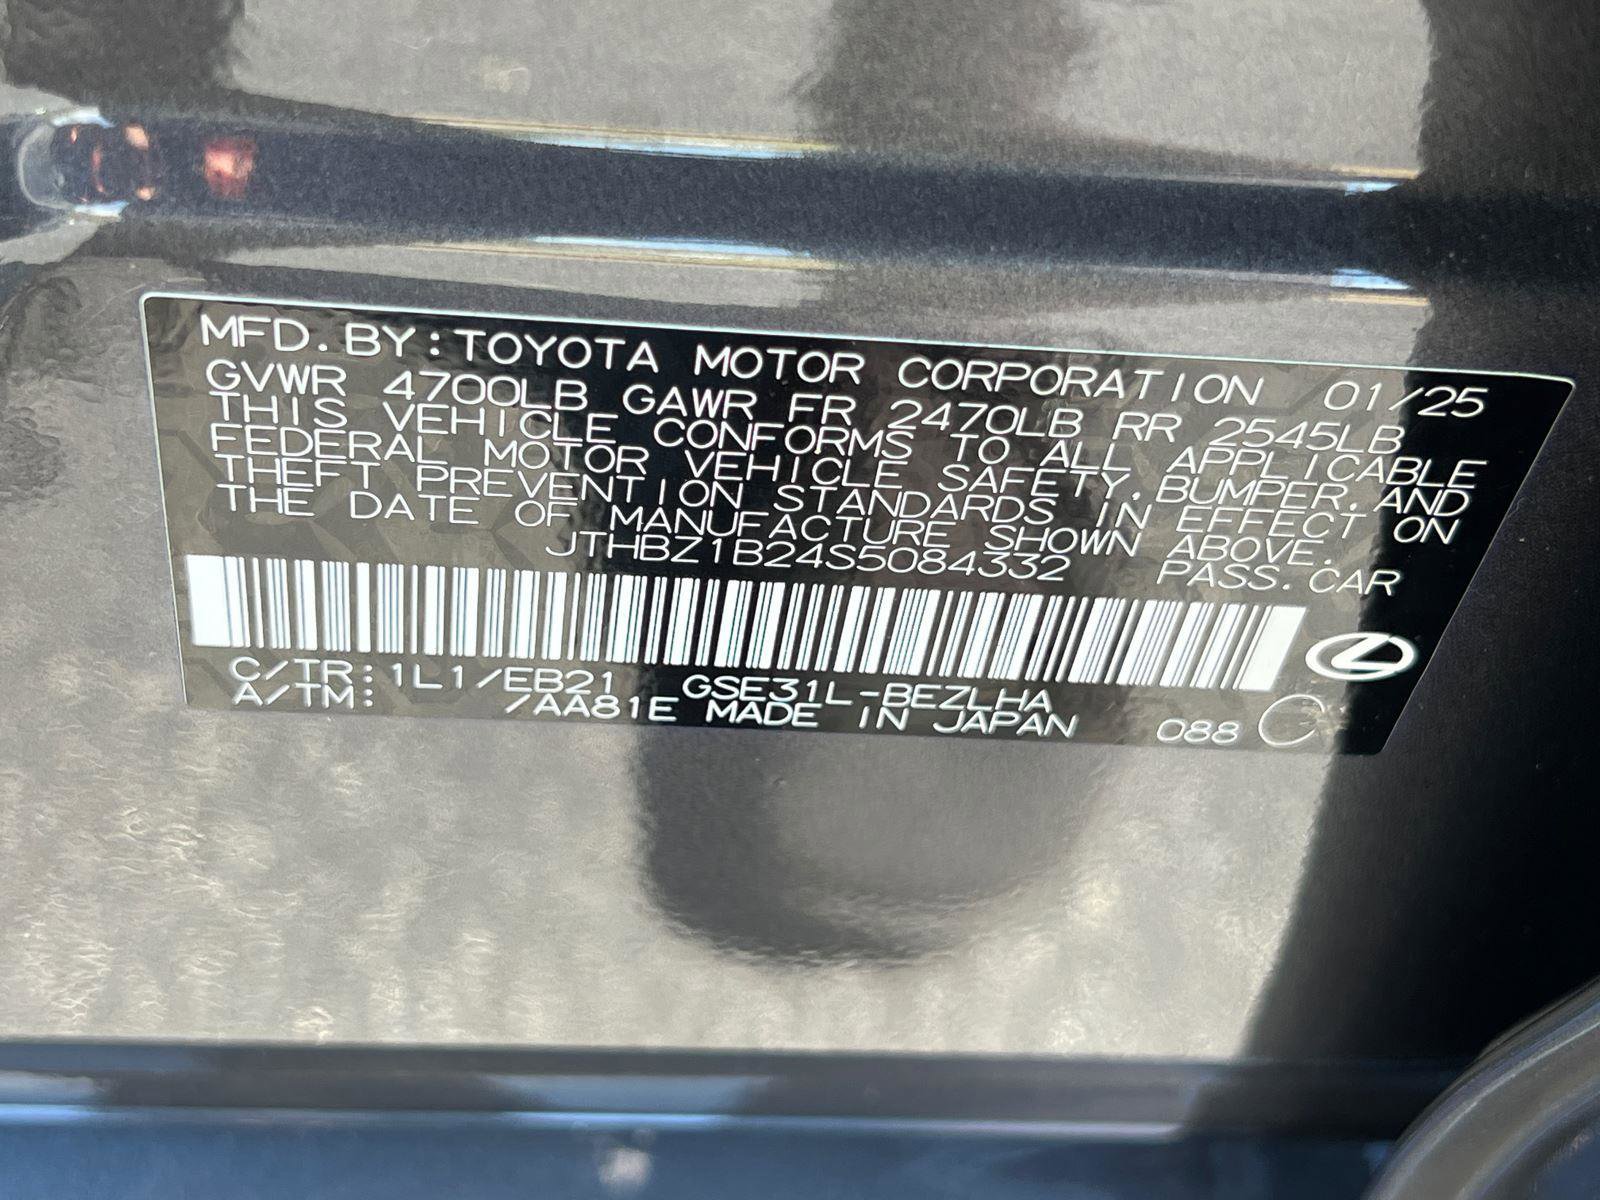 MFD. BY: TOYOTA MOTOR CORPORATION 01/25
GVWR 4700LB GAWR FR 2470LB RR 2545LB
THIS VEHICLE CONFORMS TO ALL APPLICABLE
FEDERAL MOTOR VEHICLE SAFETY, BUMPER, AND
THEFT PREVENTION STANDARDS IN EFFECT ON
THE DATE OF MANUFACTURE SHOWN ABOVE.
JTHBZ1B24S5084332 PASS. CAR
C/TR: 1L1/EB21 GSE31L-BEZLHA
A/TM: /AA81E MADE IN JAPAN 088